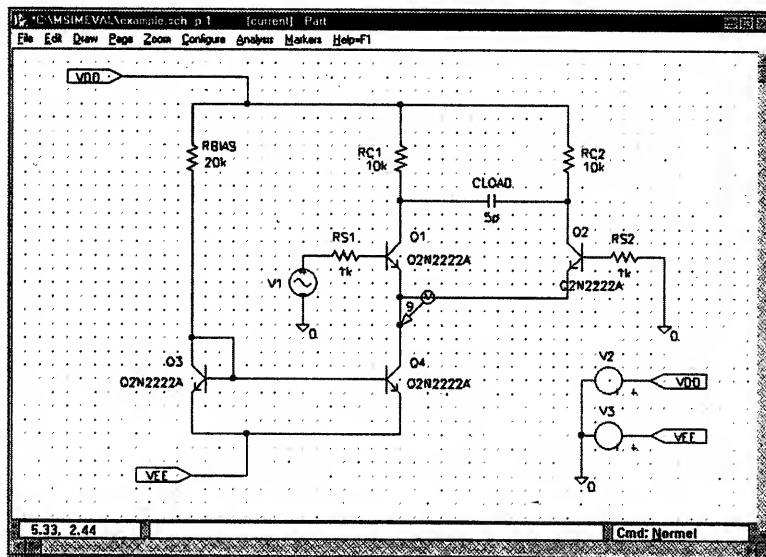 *C:\MSIMEVAL\example.sch p.1 [current] Part
File Edit Draw Page Zoom Configure Analysis Markers Help=F1
VDD
RBIAS
20k
RC1
10k
RC2
10k
CLOAD
5p
RS1
1k
Q1
Q2N2222A
Q2
Q2N2222A
RS2
1k
V1
0
9
0
Q3
Q2N2222A
Q4
Q2N2222A
V2
VDD
+
V3
VEE
+
VEE
0
5.33, 2.44
Cmd: Normel